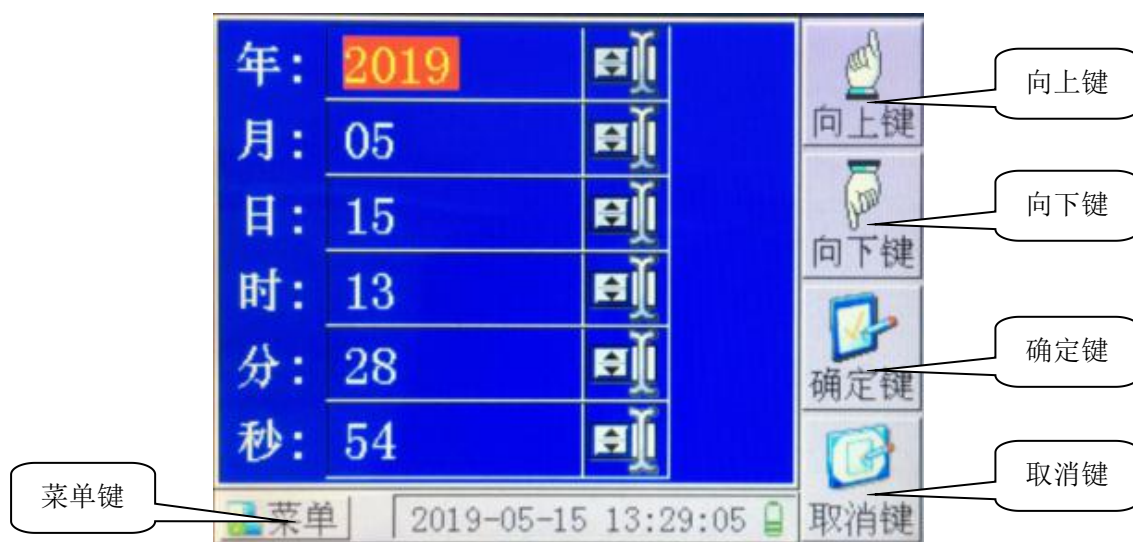 年： 2019
月： 05
日： 15
时： 13
分： 28
秒： 54
向上键
向下键
确定键
取消键
菜单
2019-05-15 13:29:05
向上键
向下键
确定键
取消键
菜单键